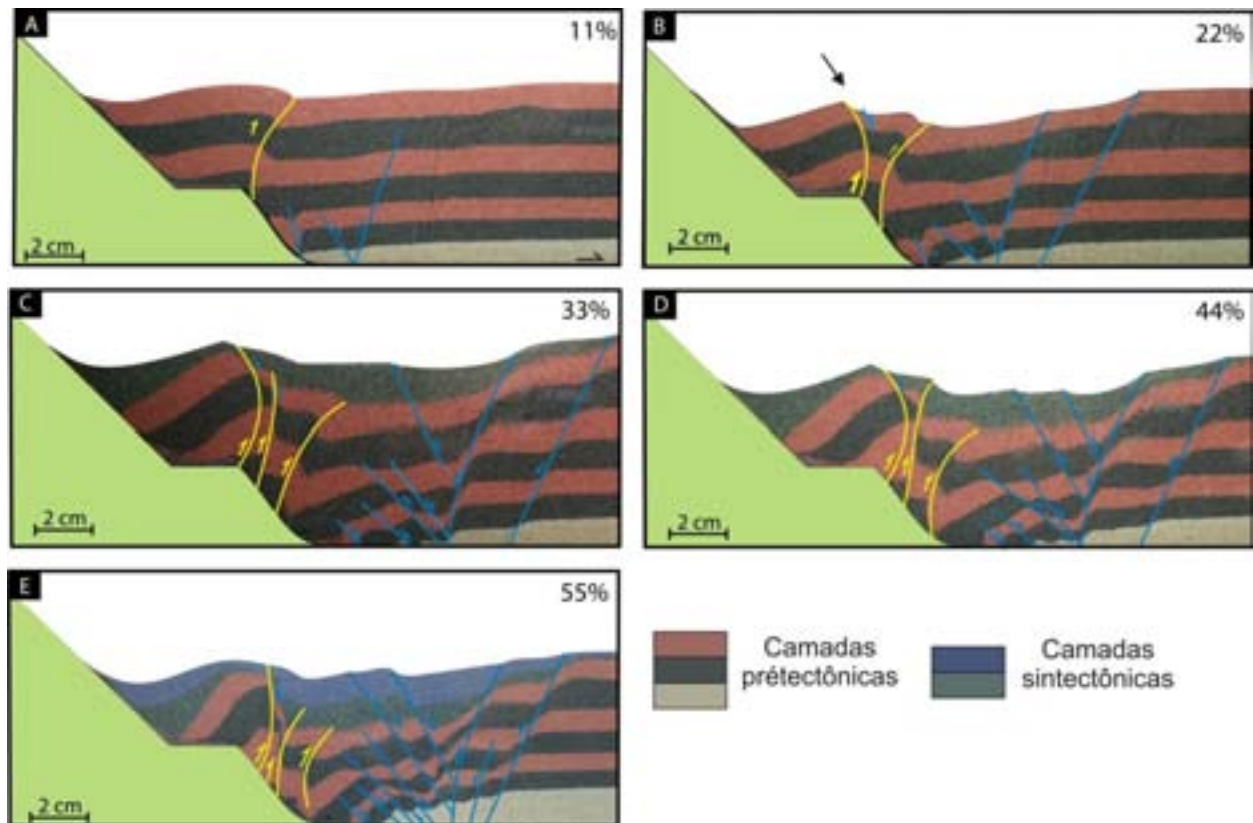 A
11%
2 cm
B
22%
2 cm
C
33%
2 cm
D
44%
2 cm
E
55%
2 cm
Camadas
prétectônicas
Camadas
sintectônicas